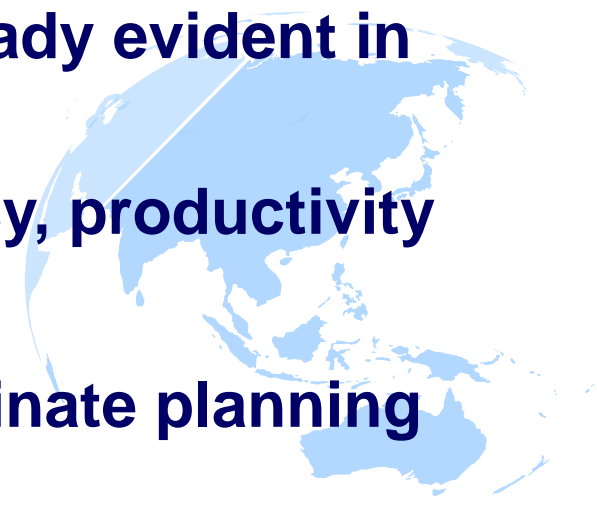 ady evident in
y, productivity
inate planning